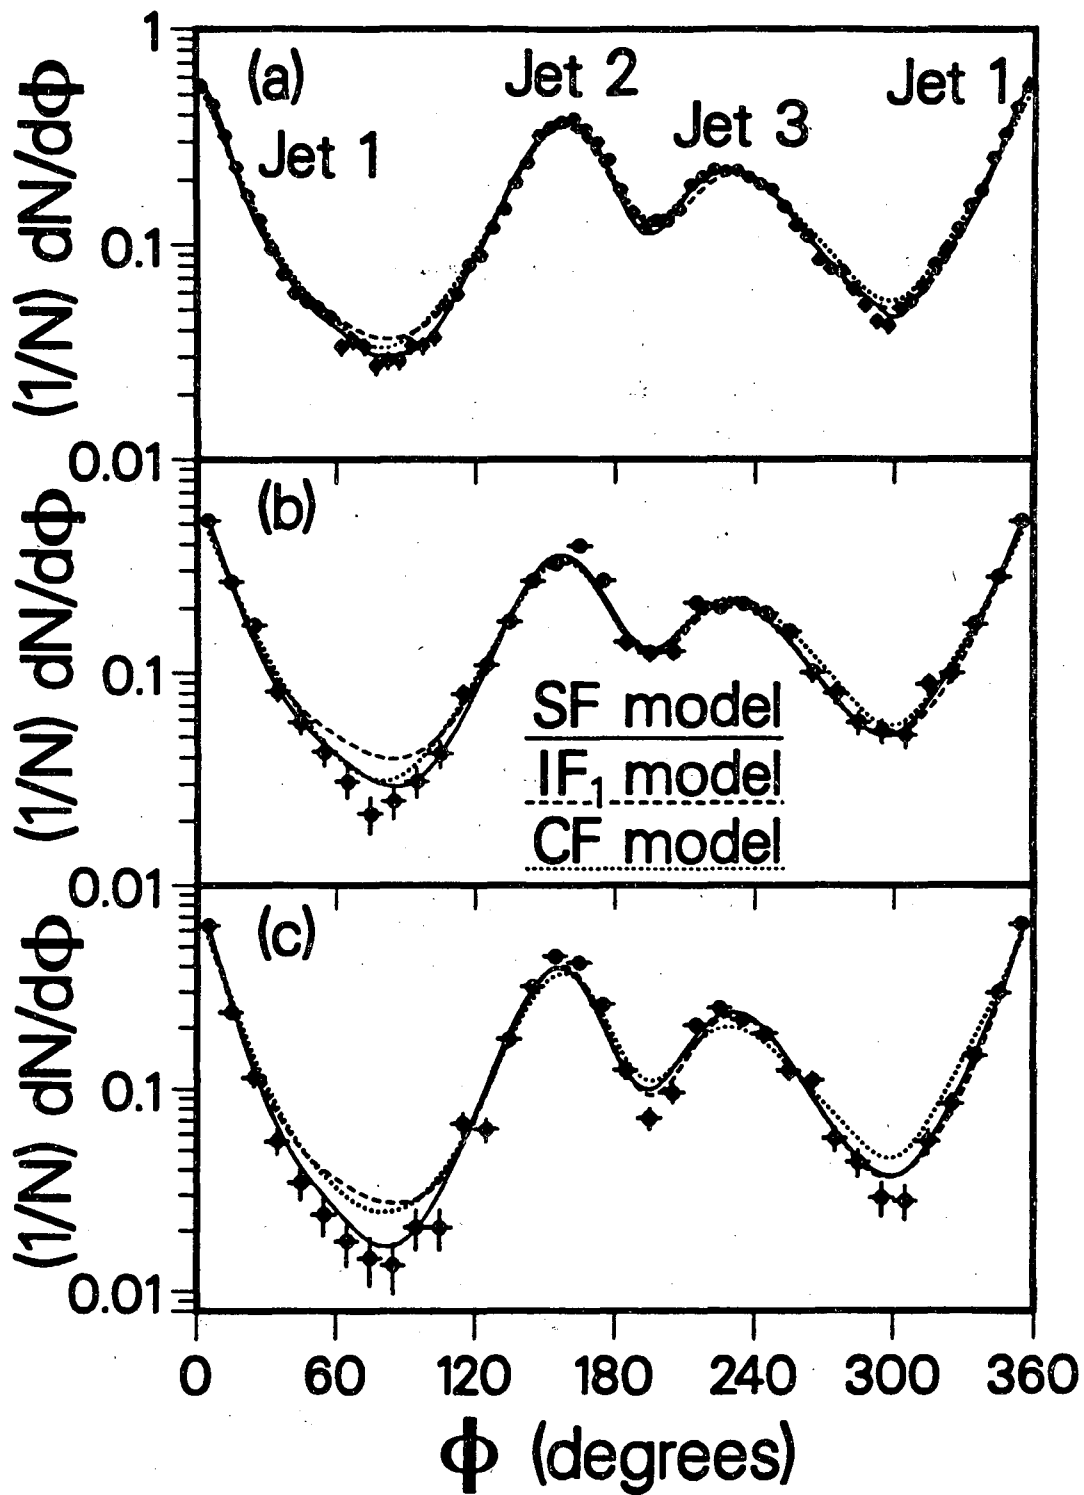 (a)
Jet 1
Jet 2
Jet 3
Jet 1
1
0.1
0.01
(1/N) dN/dϕ
(b)
0.1
0.01
(1/N) dN/dϕ
SF model
IF₁ model
CF model
(c)
0.1
0.01
(1/N) dN/dϕ
0 60 120 180 240 300 360
ϕ (degrees)